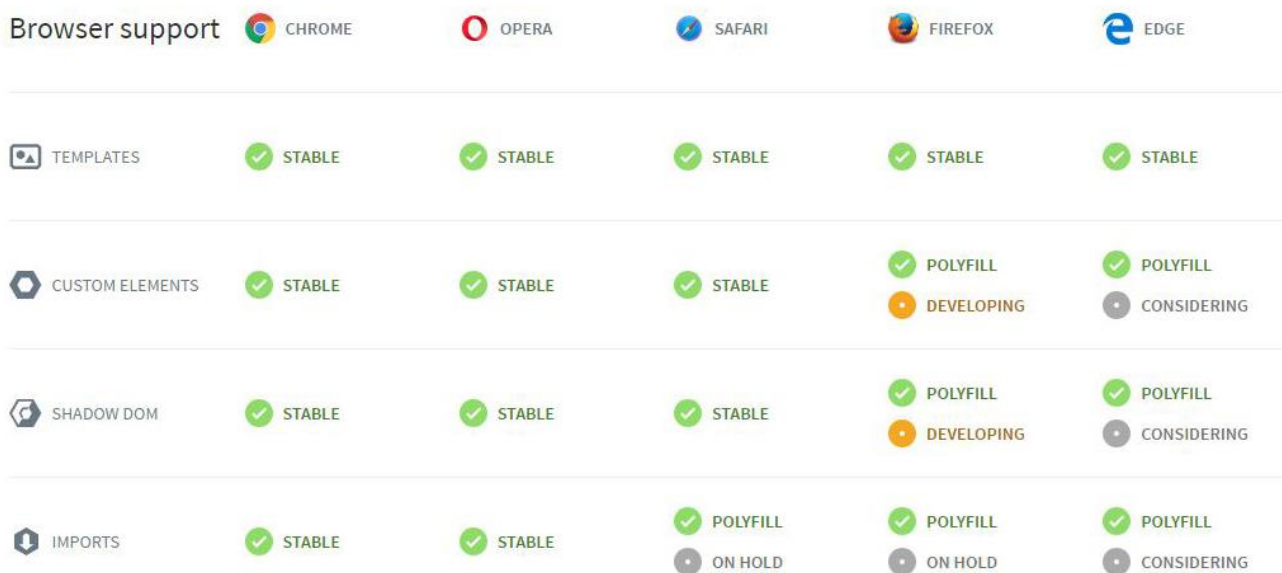 Browser support CHROME OPERA SAFARI FIREFOX EDGE
TEMPLATES STABLE STABLE STABLE STABLE STABLE
CUSTOM ELEMENTS STABLE STABLE STABLE POLYFILL POLYFILL
DEVELOPING CONSIDERING
SHADOW DOM STABLE STABLE STABLE POLYFILL POLYFILL
DEVELOPING CONSIDERING
IMPORTS STABLE STABLE POLYFILL POLYFILL POLYFILL
ON HOLD ON HOLD CONSIDERING